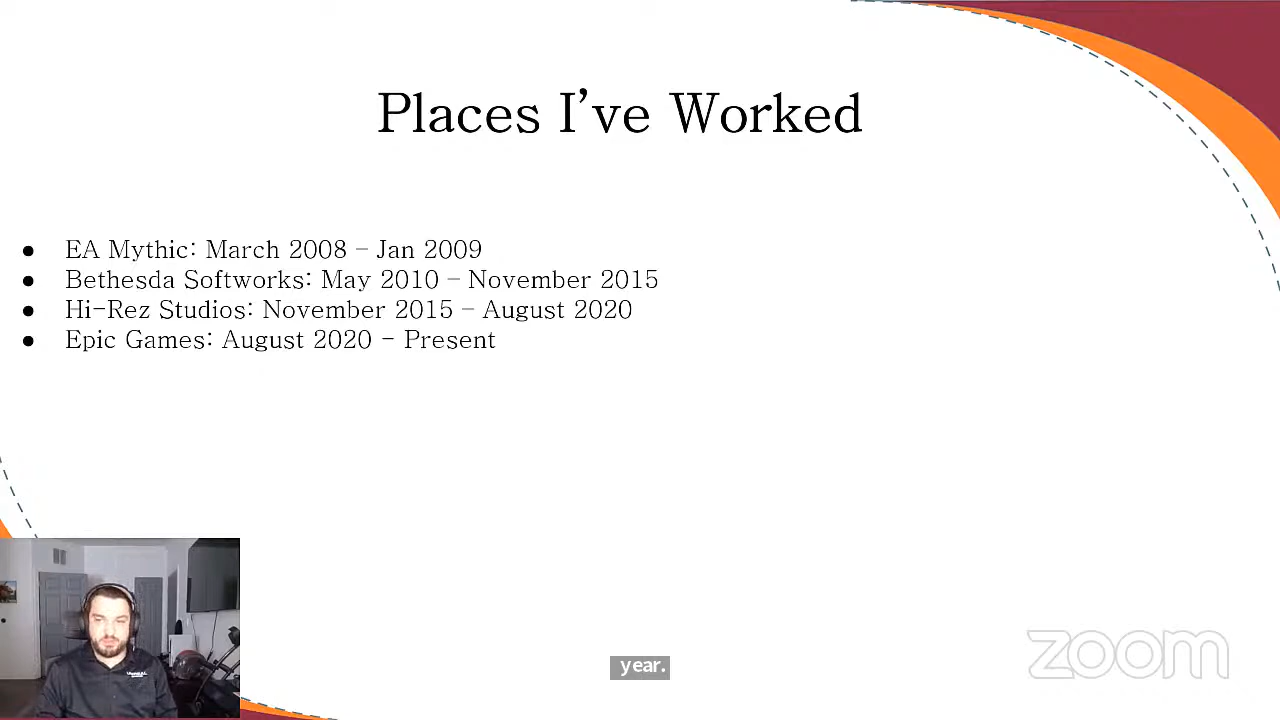 Places I've Worked
● EA Mythic: March 2008 – Jan 2009
● Bethesda Softworks: May 2010 – November 2015
● Hi-Rez Studios: November 2015 – August 2020
● Epic Games: August 2020 - Present
year.
zoom